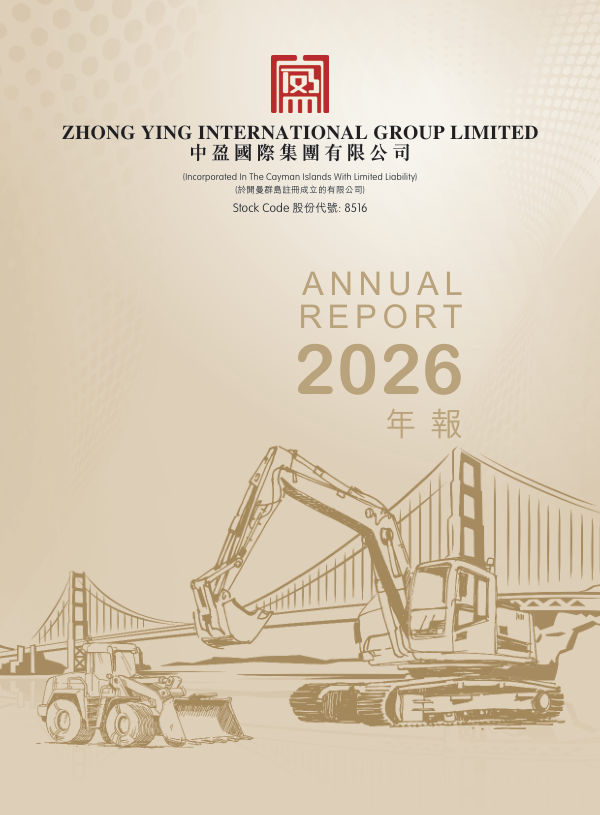 ZHONG YING INTERNATIONAL GROUP LIMITED
中盈國際集團有限公司
(Incorporated In The Cayman Islands With Limited Liability)
(於開曼群島註冊成立的有限公司)
Stock Code 股份代號: 8516
ANNUAL
REPORT
2026
年報